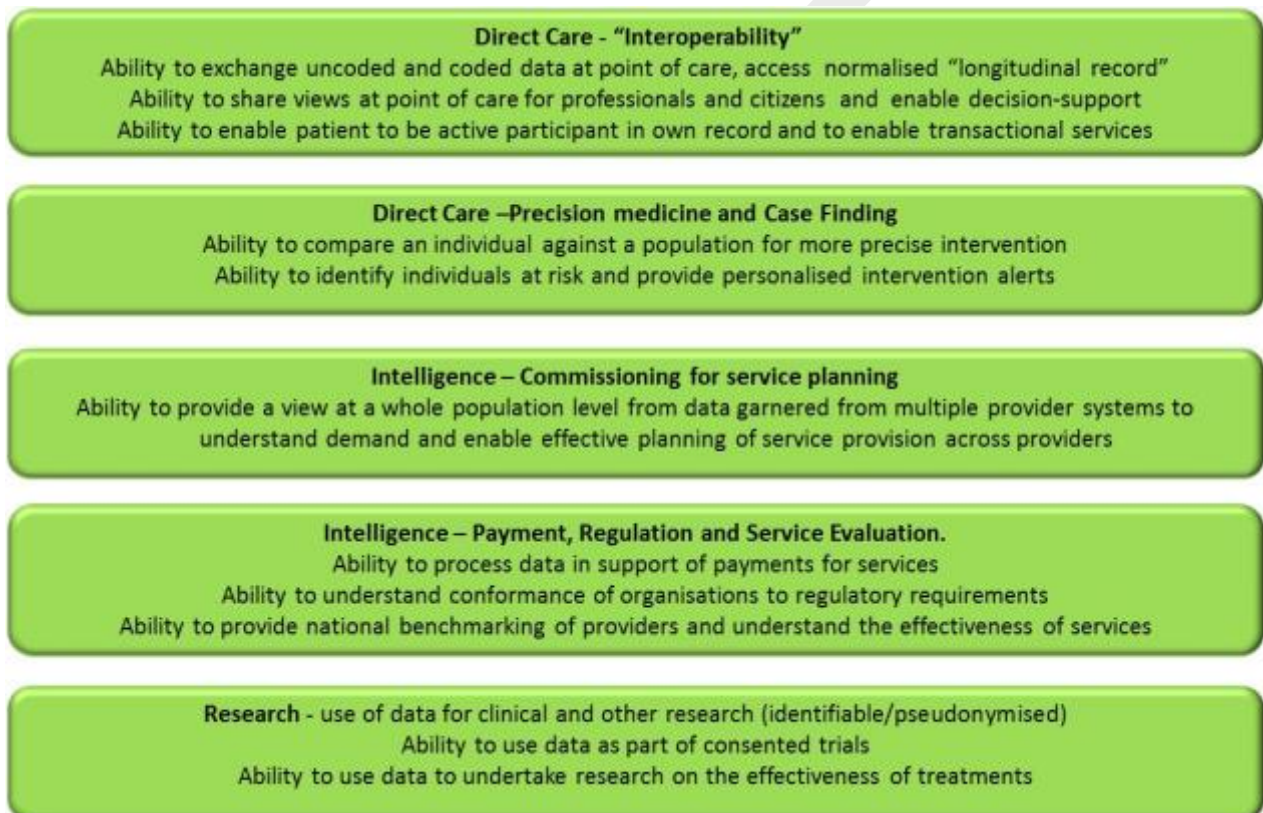 Direct Care - “Interoperability”
Ability to exchange uncoded and coded data at point of care, access normalised “longitudinal record”
Ability to share views at point of care for professionals and citizens and enable decision-support
Ability to enable patient to be active participant in own record and to enable transactional services
Direct Care –Precision medicine and Case Finding
Ability to compare an individual against a population for more precise intervention
Ability to identify individuals at risk and provide personalised intervention alerts
Intelligence – Commissioning for service planning
Ability to provide a view at a whole population level from data garnered from multiple provider systems to
understand demand and enable effective planning of service provision across providers
Intelligence – Payment, Regulation and Service Evaluation.
Ability to process data in support of payments for services
Ability to understand conformance of organisations to regulatory requirements
Ability to provide national benchmarking of providers and understand the effectiveness of services
Research - use of data for clinical and other research (identifiable/pseudonymised)
Ability to use data as part of consented trials
Ability to use data to undertake research on the effectiveness of treatments